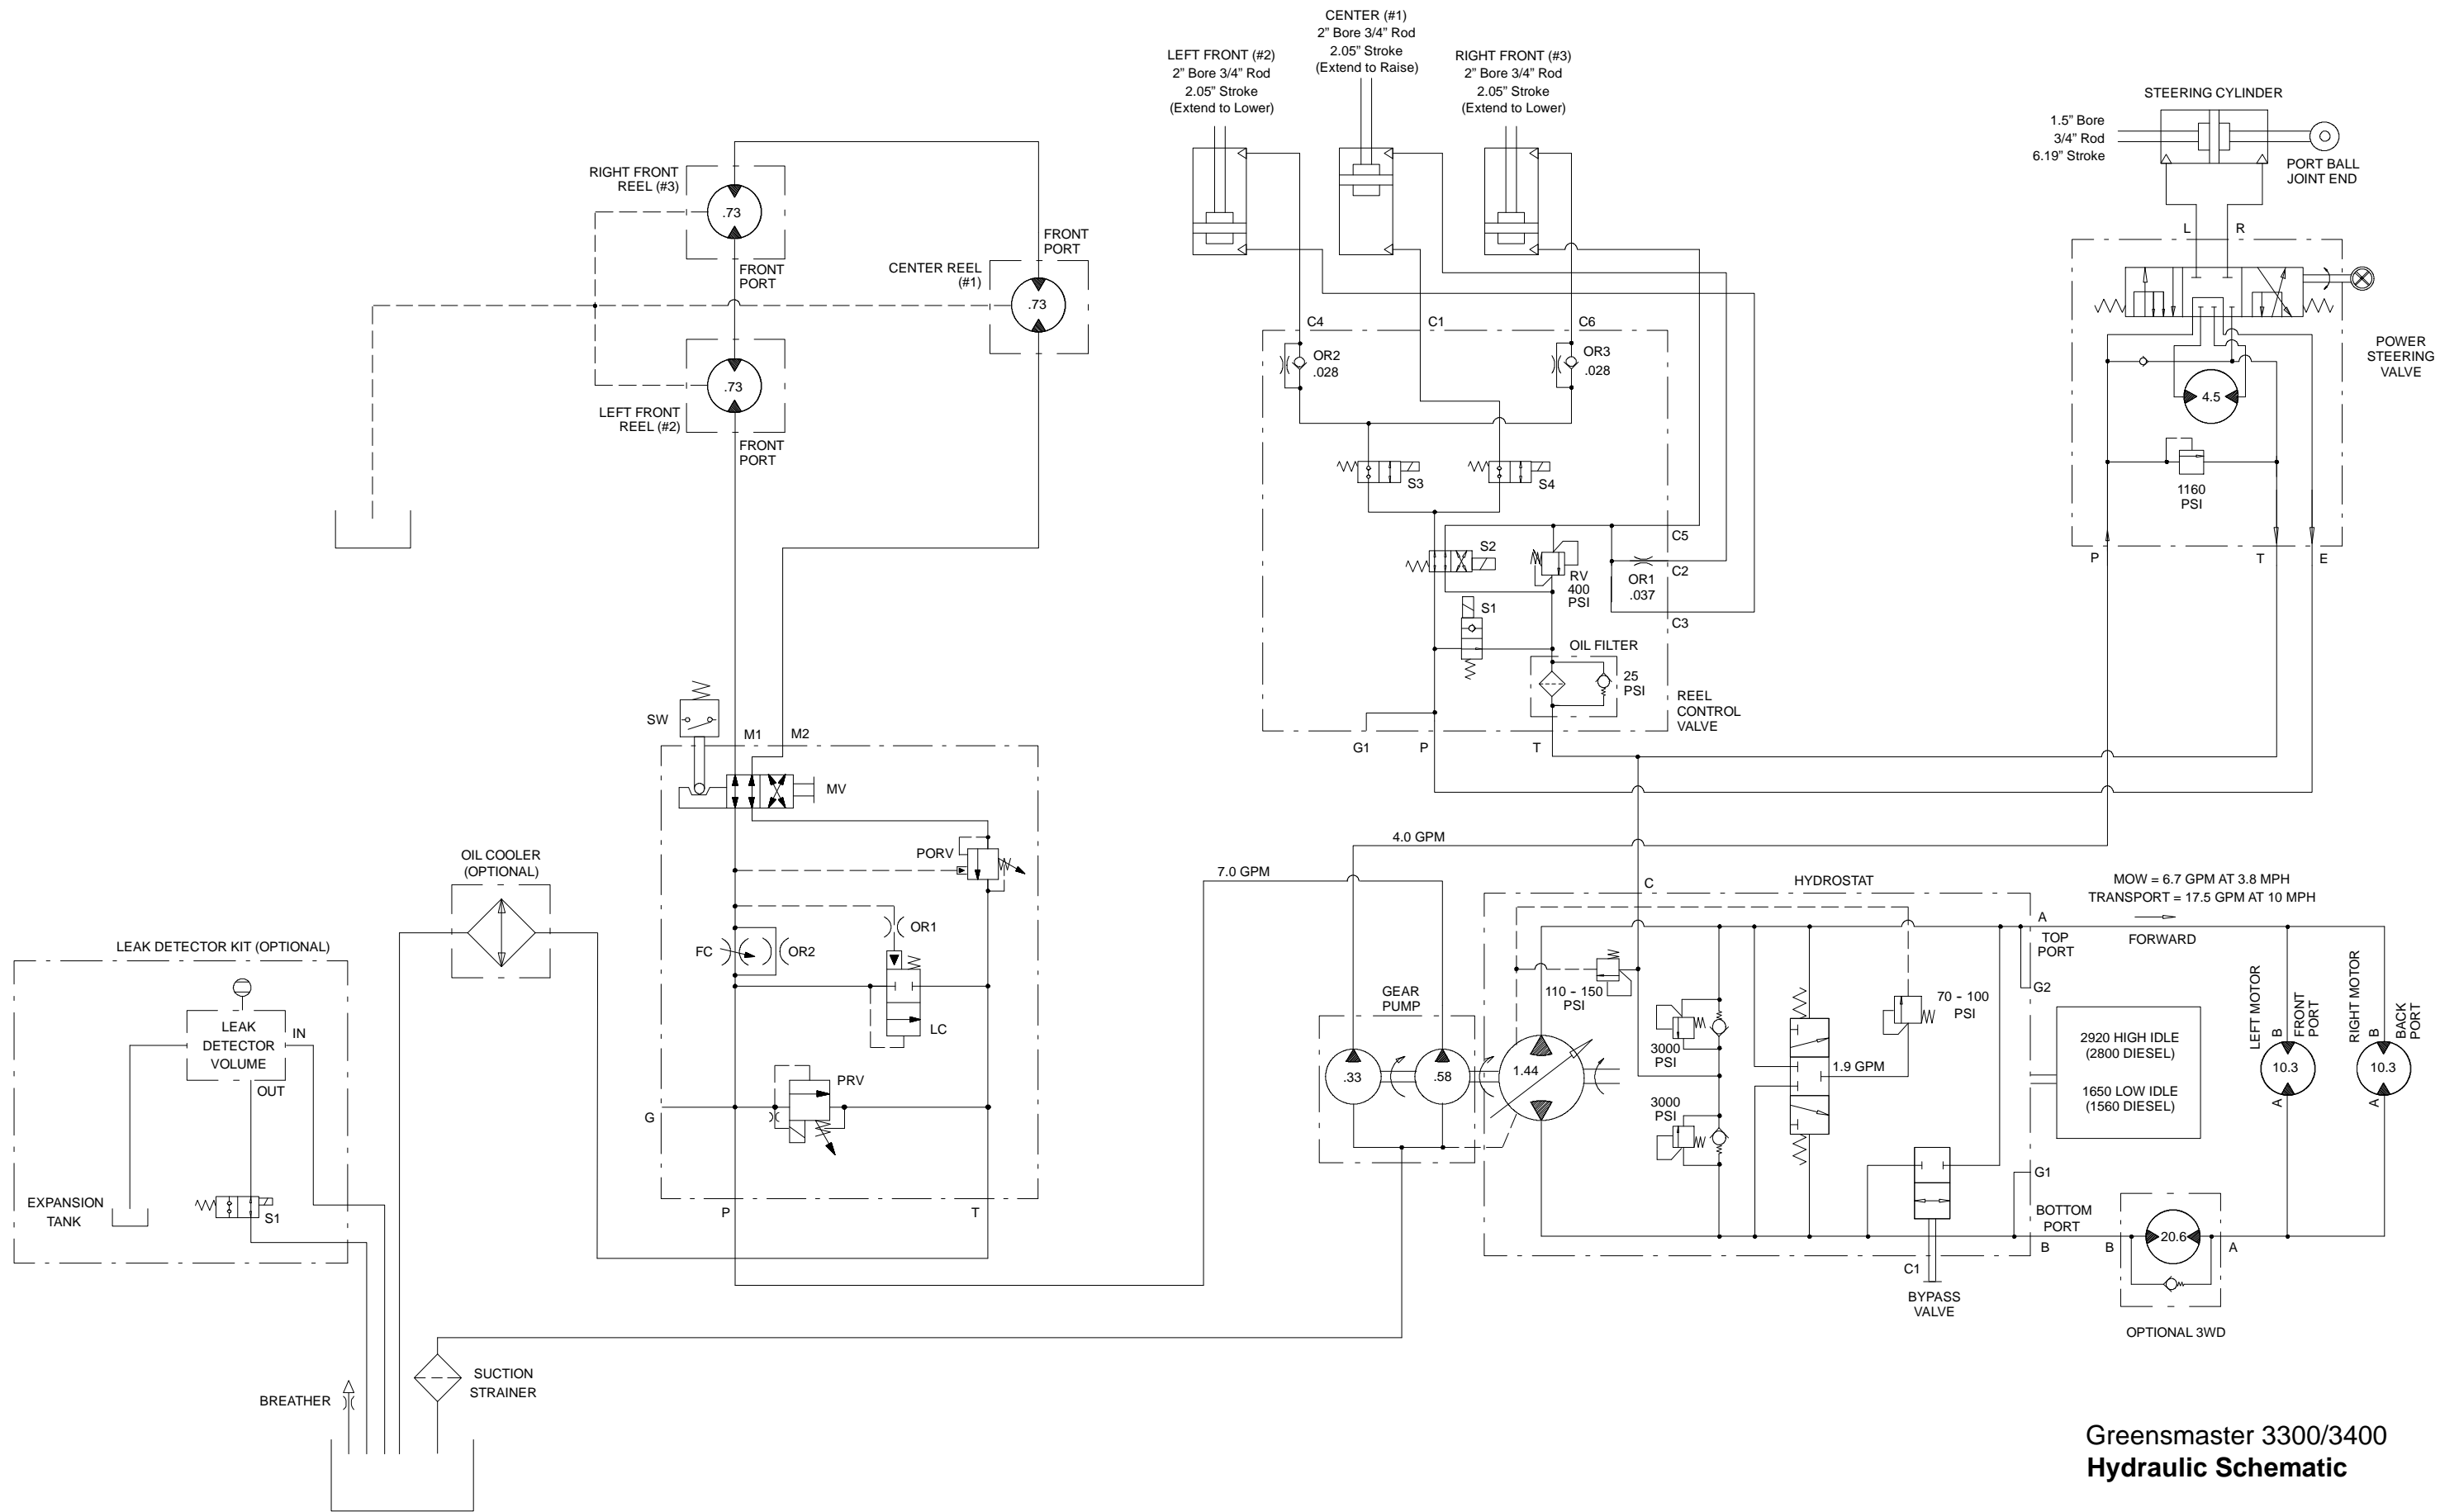 CENTER (#1)
2” Bore 3/4” Rod
2.05” Stroke
(Extend to Raise)
LEFT FRONT (#2)
2” Bore 3/4” Rod
2.05” Stroke
(Extend to Lower)
RIGHT FRONT (#3)
2” Bore 3/4” Rod
2.05” Stroke
(Extend to Lower)
STEERING CYLINDER
1.5” Bore
3/4” Rod
6.19” Stroke
PORT BALL
JOINT END
L
R
POWER
STEERING
VALVE
4.5
1160
PSI
P
T
E
RIGHT FRONT
REEL (#3)
.73
FRONT
PORT
CENTER REEL
(#1)
FRONT
PORT
.73
LEFT FRONT
REEL (#2)
.73
FRONT
PORT
C4
C1
C6
OR2
.028
OR3
.028
S3
S4
S2
S1
RV
400
PSI
OR1
.037
C5
C2
C3
OIL FILTER
25
PSI
REEL
CONTROL
VALVE
G1
P
T
SW
M1
M2
MV
PORV
OR1
FC
OR2
LC
PRV
G
P
T
OIL COOLER
(OPTIONAL)
LEAK DETECTOR KIT (OPTIONAL)
LEAK
DETECTOR
VOLUME
IN
OUT
EXPANSION
TANK
S1
BREATHER
SUCTION
STRAINER
4.0 GPM
7.0 GPM
GEAR
PUMP
.33
.58
C
HYDROSTAT
1.44
110 - 150
PSI
3000
PSI
3000
PSI
1.9 GPM
70 - 100
PSI
MOW = 6.7 GPM AT 3.8 MPH
TRANSPORT = 17.5 GPM AT 10 MPH
FORWARD
A
TOP
PORT
G2
2920 HIGH IDLE
(2800 DIESEL)
1650 LOW IDLE
(1560 DIESEL)
LEFT MOTOR
B
FRONT
PORT
10.3
A
RIGHT MOTOR
B
BACK
PORT
10.3
A
G1
BOTTOM
PORT
B
C1
BYPASS
VALVE
B
20.6
A
OPTIONAL 3WD
Greensmaster 3300/3400
Hydraulic Schematic